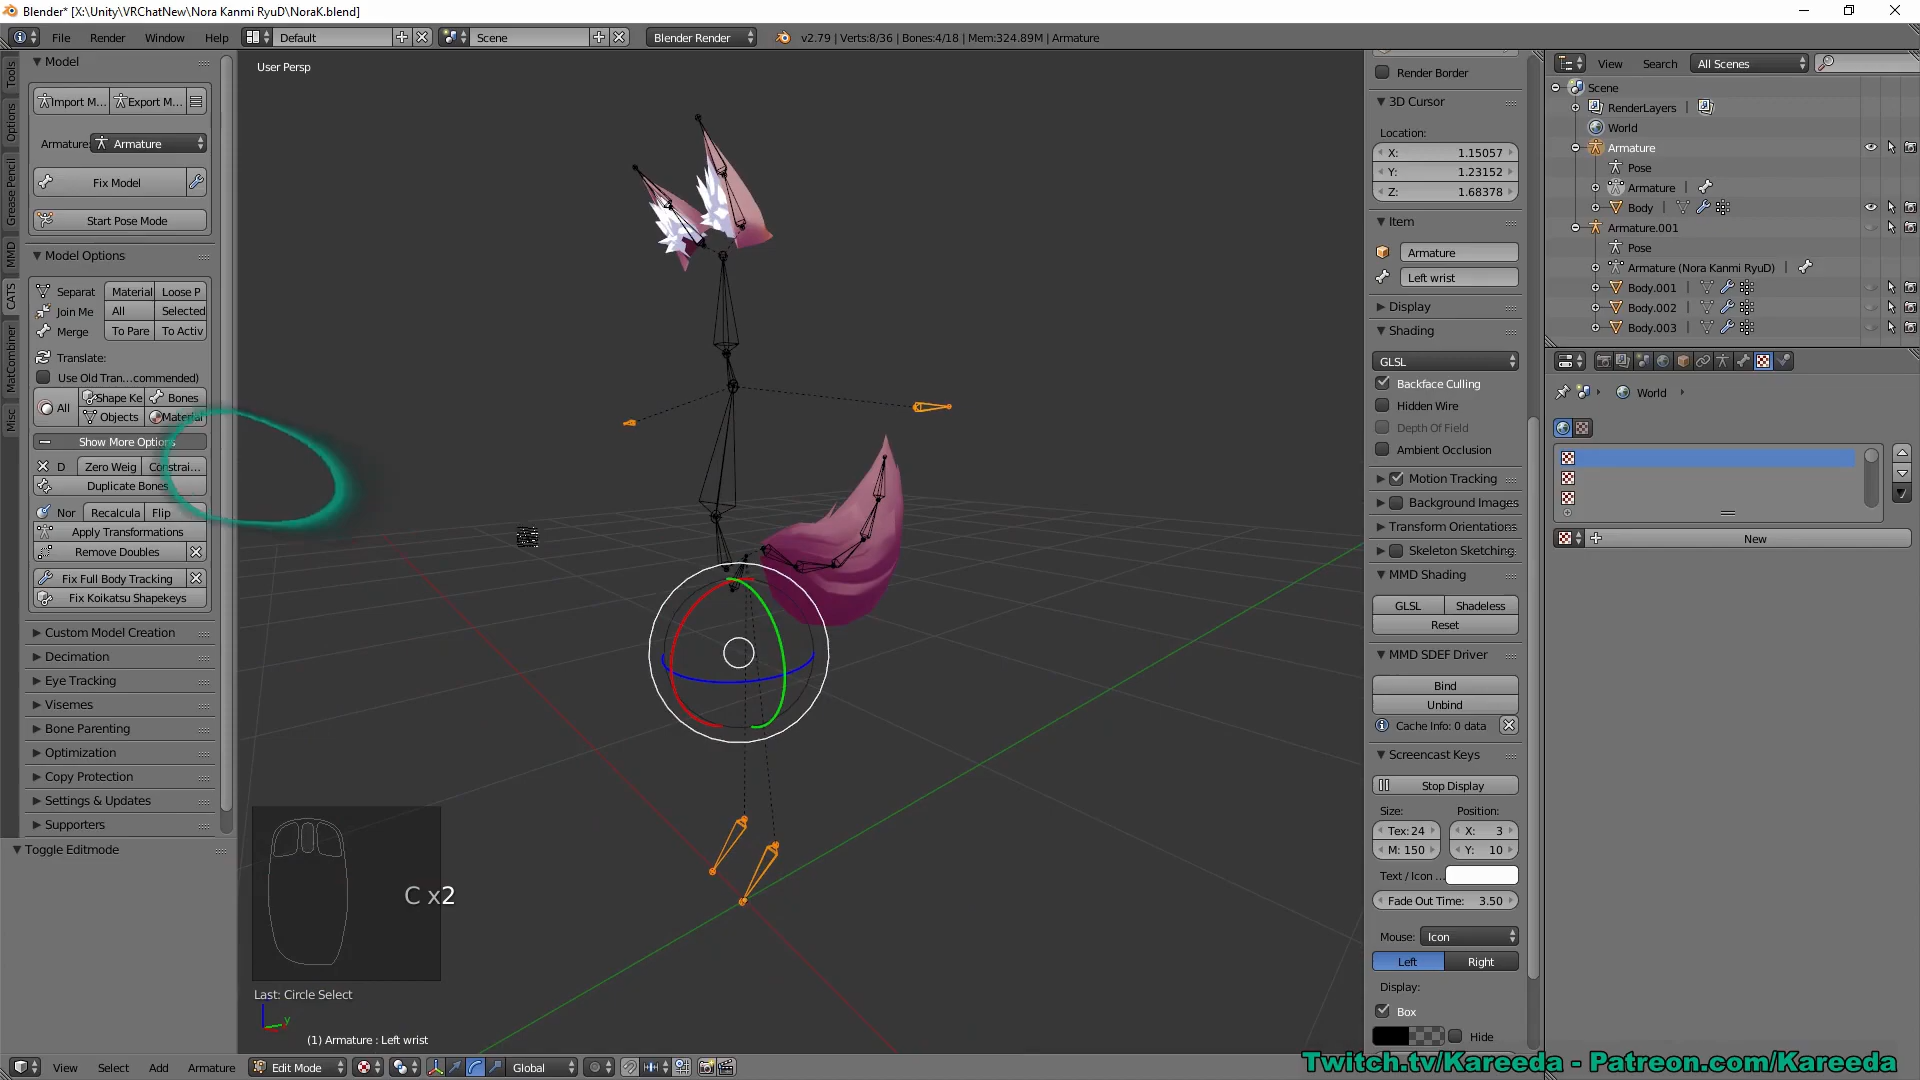 Blender* [X:\Unity\VRChatNew\Nora Kanmi RyuD\NoraK.blend]
File Render Window Help Default Scene Blender Render v2.79 | Verts:8/36 | Bones:4/18 | Mem:324.89M | Armature
Tools
Options
Grease Pencil
MMD
CATS
MatCombiner
Misc
Model
Import M... Export M...
Armature: Armature
Fix Model
Start Pose Mode
Model Options
Separat Material Loose P
Join Me All Selected
Merge To Pare To Activ
Translate:
Use Old Tran...commended)
All Shape Ke Bones
Objects Material
Show More Options
D Zero Weig Constrai...
Duplicate Bones
Nor Recalcula Flip
Apply Transformations
Remove Doubles
Fix Full Body Tracking
Fix Koikatsu Shapekeys
Custom Model Creation
Decimation
Eye Tracking
Visemes
Bone Parenting
Optimization
Copy Protection
Settings & Updates
Supporters
Toggle Editmode
User Persp
C x2
Last: Circle Select
y
(1) Armature : Left wrist
View Select Add Armature Edit Mode Global
Render Border
3D Cursor
Location:
X: 1.15057
Y: 1.23152
Z: 1.68378
Item
Armature
Left wrist
Display
Shading
GLSL
Backface Culling
Hidden Wire
Depth Of Field
Ambient Occlusion
Motion Tracking
Background Images
Transform Orientations
Skeleton Sketching
MMD Shading
GLSL Shadeless
Reset
MMD SDEF Driver
Bind
Unbind
Cache Info: 0 data
Screencast Keys
Stop Display
Size: Position:
Tex: 24 X: 3
M: 150 Y: 10
Text / Icon ...
Fade Out Time: 3.50
Mouse: Icon
Left Right
Display:
Box
Hide
View Search All Scenes
Scene
RenderLayers
World
Armature
Pose
Armature
Body
Armature.001
Pose
Armature (Nora Kanmi RyuD)
Body.001
Body.002
Body.003
World
New
Twitch.tv/Kareeda - Patreon.com/Kareeda